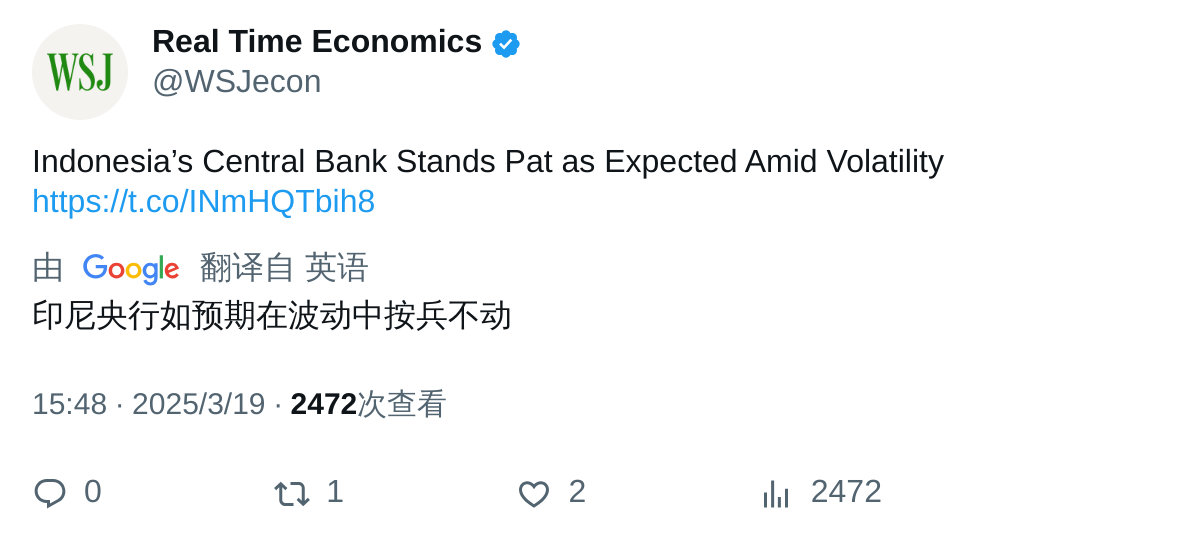 WSJ
Real Time Economics
@WSJecon
Indonesia’s Central Bank Stands Pat as Expected Amid Volatility
https://t.co/INmHQTbih8
由 Google 翻译自 英语
印尼央行如预期在波动中按兵不动
15:48 · 2025/3/19 · 2472次查看
0 1 2 2472